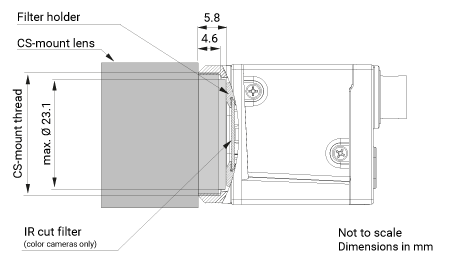 Filter holder
5.8
CS-mount lens
4.6
CS-mount thread
max. Ø 23.1
IR cut filter
(color cameras only)
Not to scale
Dimensions in mm